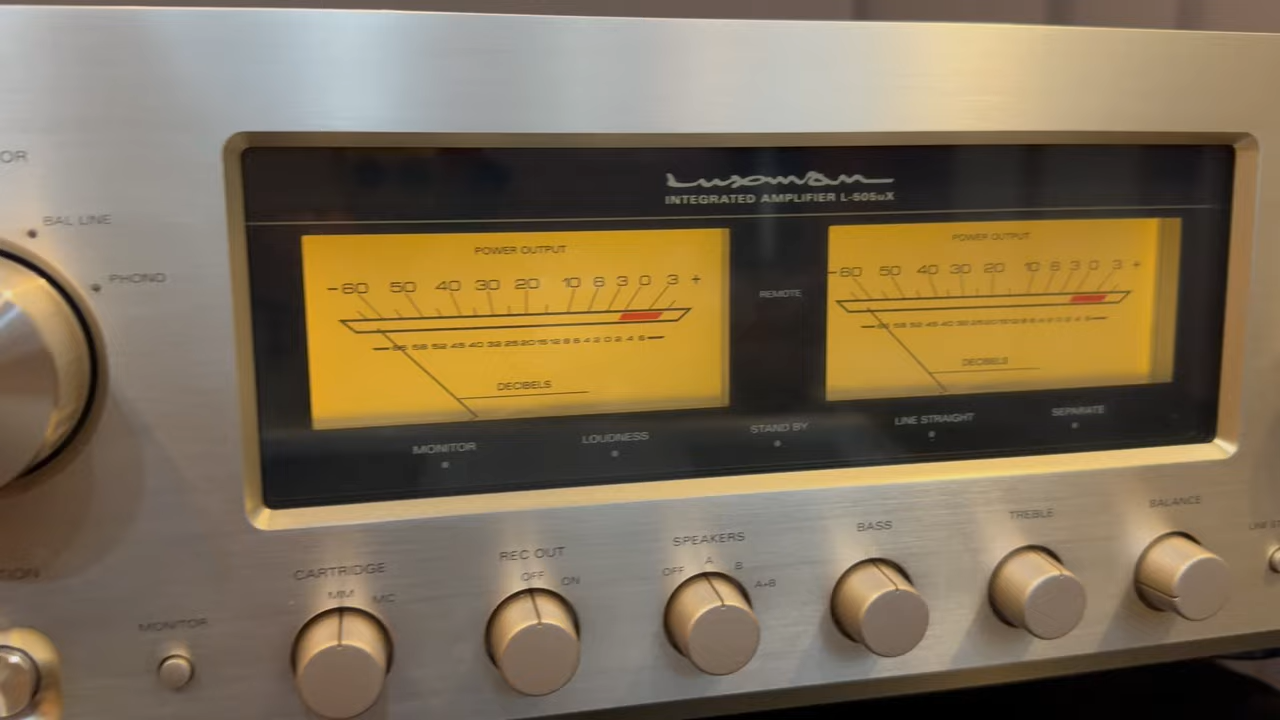 Luxman
INTEGRATED AMPLIFIER L-505uX
OR
BAL LINE
PHONO
POWER OUTPUT
-60 50 40 30 20 10 6 3 0 3 +
DECIBELS
REMOTE
POWER OUTPUT
-60 50 40 30 20 10 6 3 0 3 +
DECIBELS
MONITOR
LOUDNESS
STAND BY
LINE STRAIGHT
SEPARATE
TION
MONITOR
CARTRIDGE
MM MC
REC OUT
OFF ON
SPEAKERS
OFF A B A+B
BASS
TREBLE
BALANCE
LINE ST